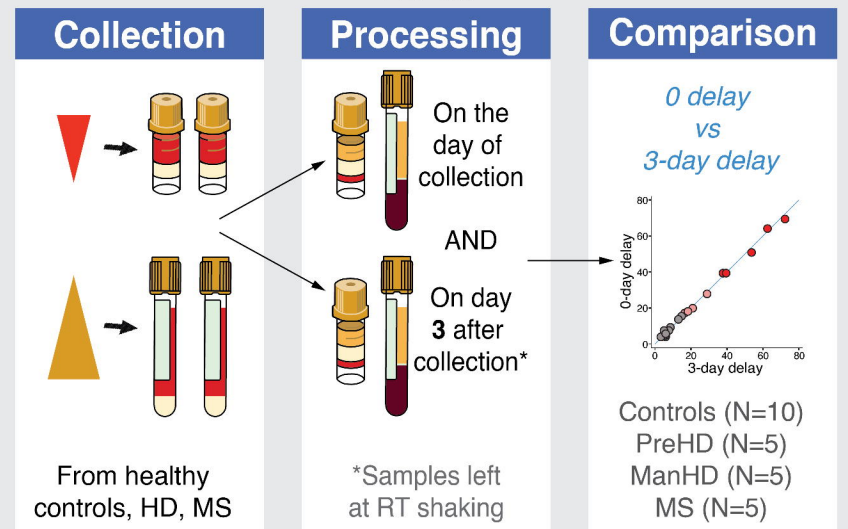 Collection
From healthy
controls, HD, MS
Processing
On the
day of
collection
AND
On day
3 after
collection*
*Samples left
at RT shaking
Comparison
0 delay
vs
3-day delay
80
60
40
20
0
0-day delay
0 20 40 60 80
3-day delay
Controls (N=10)
PreHD (N=5)
ManHD (N=5)
MS (N=5)